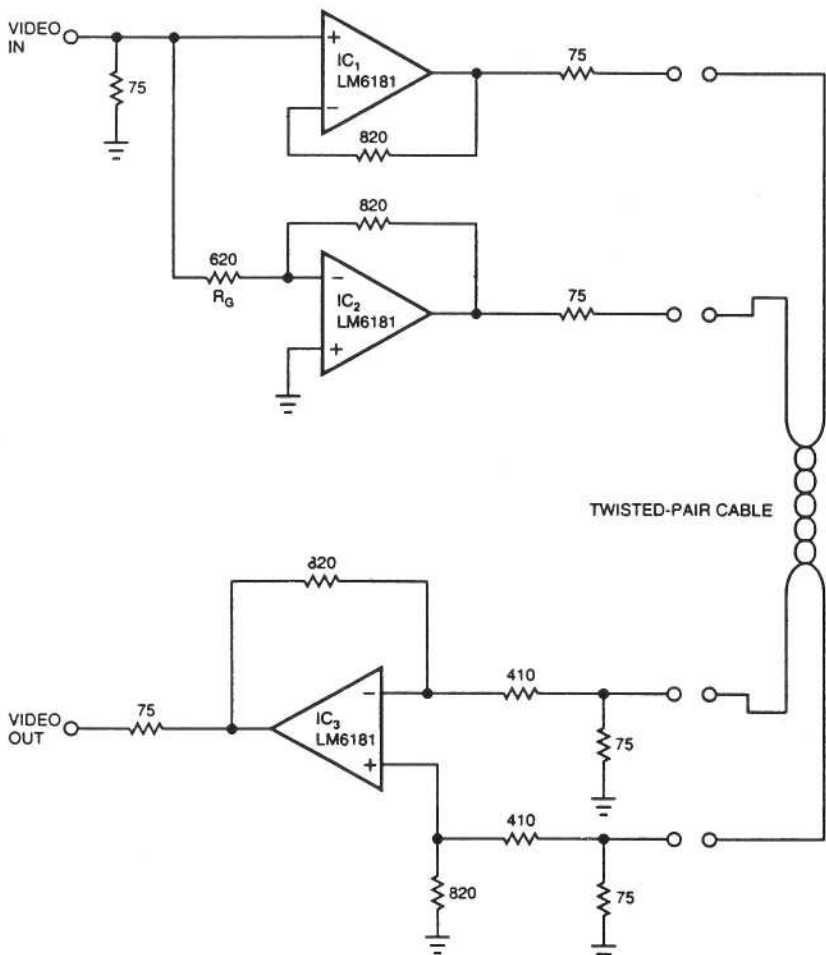 VIDEO
IN
75
+
IC1
LM6181
−
820
75
820
620
RG
−
IC2
LM6181
+
75
TWISTED-PAIR CABLE
820
VIDEO
OUT
75
−
IC3
LM6181
+
410
75
410
820
75